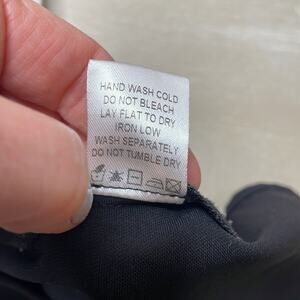 HAND WASH COLD
DO NOT BLEACH
LAY FLAT TO DRY
IRON LOW
WASH SEPARATELY
DO NOT TUMBLE DRY